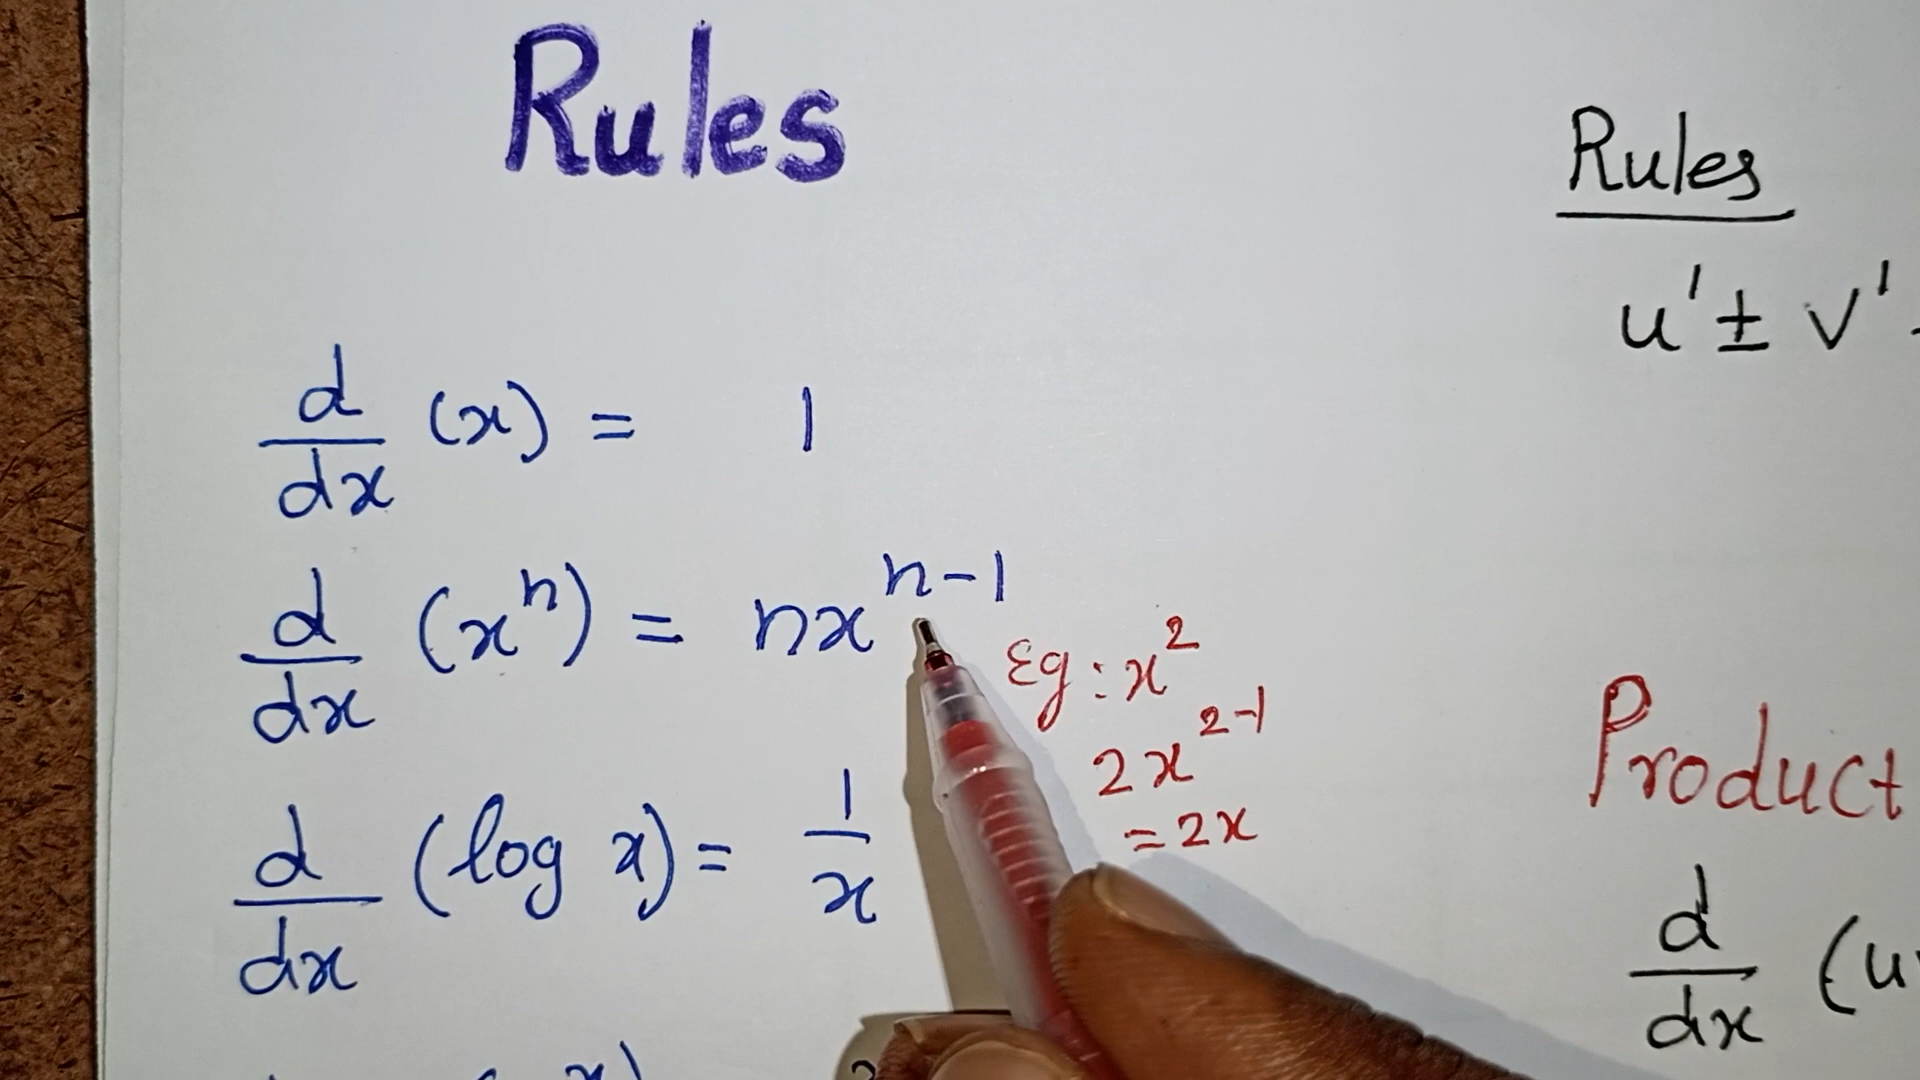 Rules
d/dx (x) = 1
d/dx (xⁿ) = nxⁿ⁻¹
Eg: x²
2x²⁻¹
= 2x
d/dx (log x) = 1/x
Rules
u' ± v'
Product
d/dx (u